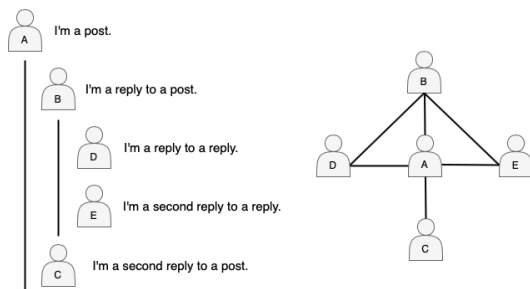 A
I'm a post.
B
I'm a reply to a post.
D
I'm a reply to a reply.
E
I'm a second reply to a reply.
C
I'm a second reply to a post.
B
D
A
E
C